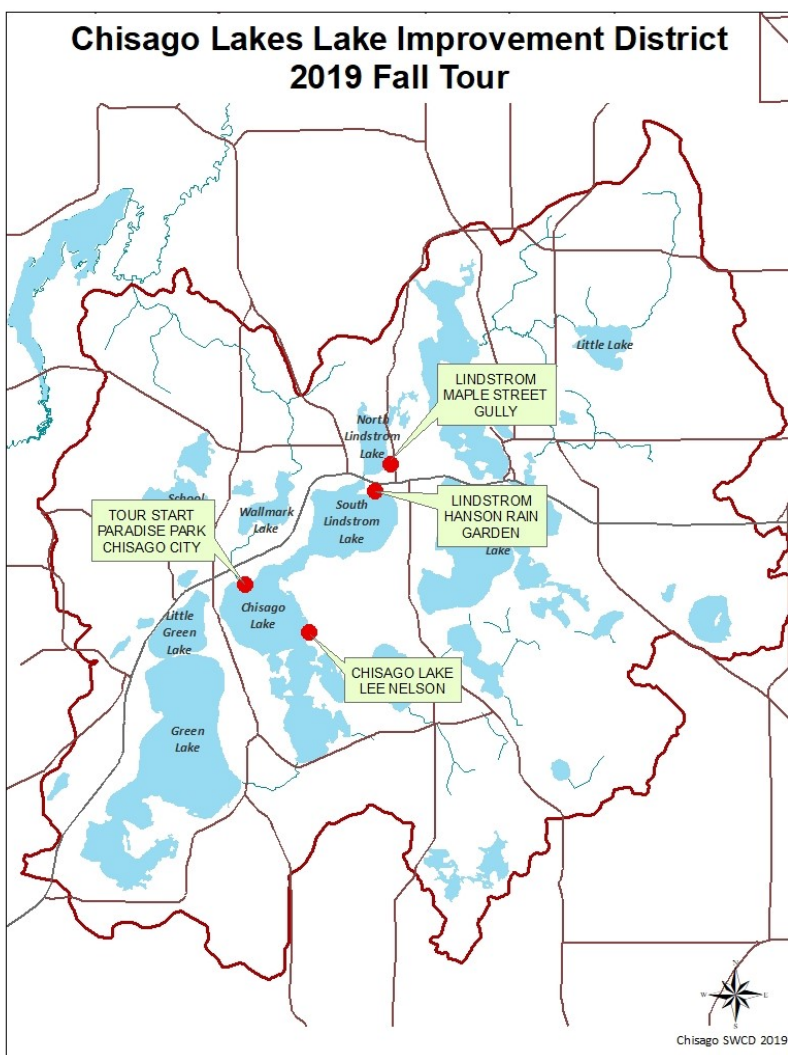 Chisago Lakes Lake Improvement District
2019 Fall Tour
Little Lake
LINDSTROM
MAPLE STREET
GULLY
North
Lindstrom
Lake
School
Wallmark
Lake
South
Lindstrom
Lake
LINDSTROM
HANSON RAIN
GARDEN
Lake
TOUR START
PARADISE PARK
CHISAGO CITY
Little
Green
Lake
Chisago
Lake
CHISAGO LAKE
LEE NELSON
Green
Lake
N
W
E
S
Chisago SWCD 2019